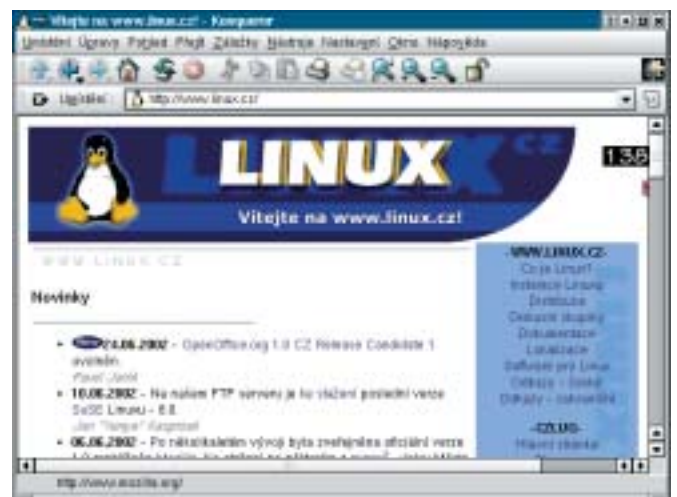 Vítejte na www.linux.cz! - Konqueror
Umístění Úpravy Pohled Přejít Záložky Nástroje Nastavení Okna Nápověda
Umístění: http://www.linux.cz/
LINUX CZ
Vítejte na www.linux.cz!
WWW.LINUX.CZ
Novinky
24.06.2002 - OpenOffice.org 1.0 CZ Release Candidate 1
uvolněn.
Pavel Janík
10.06.2002 - Na našem FTP serveru je ke stažení poslední verze
SuSE Linuxu - 8.0.
Jan "Yenya" Kasprzak
06.06.2002 - Po několikaletém vývoji byla zveřejněna oficiální verze
-WWW.LINUX.CZ-
Co je Linux?
Instalace Linuxu
Distribuce
Diskusní skupiny
Dokumentace
Lokalizace
Software pro Linux
Odkazy - české
Odkazy - zahraniční
-CZLUG-
Hlavní stránka
http://www.mozilla.org/